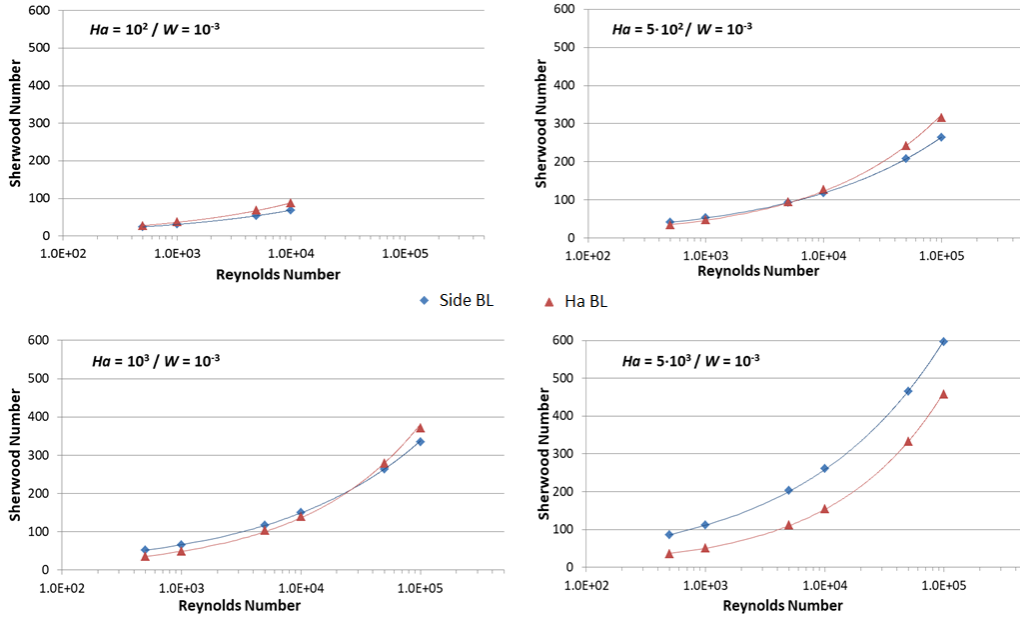 Ha = 10² / W = 10⁻³
600
500
400
300
200
100
0
Sherwood Number
1.0E+02 1.0E+03 1.0E+04 1.0E+05
Reynolds Number
Ha = 5·10² / W = 10⁻³
600
500
400
300
200
100
0
Sherwood Number
1.0E+02 1.0E+03 1.0E+04 1.0E+05
Reynolds Number
Side BL Ha BL
Ha = 10³ / W = 10⁻³
600
500
400
300
200
100
0
Sherwood Number
1.0E+02 1.0E+03 1.0E+04 1.0E+05
Reynolds Number
Ha = 5·10³ / W = 10⁻³
600
500
400
300
200
100
0
Sherwood Number
1.0E+02 1.0E+03 1.0E+04 1.0E+05
Reynolds Number